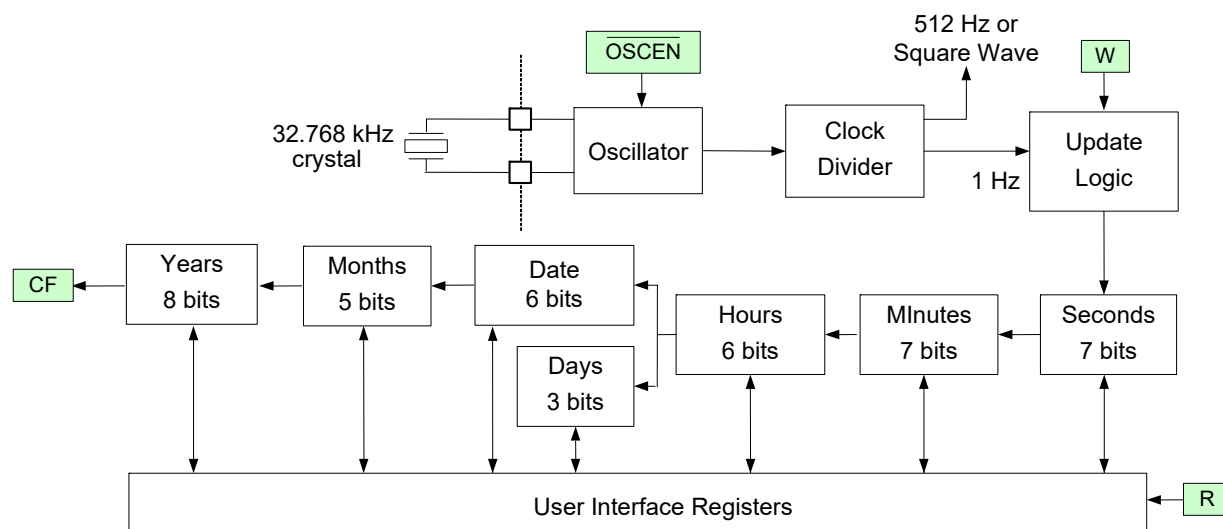 512 Hz or
Square Wave
OSCEN
W
32.768 kHz
crystal
Oscillator
Clock
Divider
1 Hz
Update
Logic
CF
Years
8 bits
Months
5 bits
Date
6 bits
Days
3 bits
Hours
6 bits
MInutes
7 bits
Seconds
7 bits
User Interface Registers
R